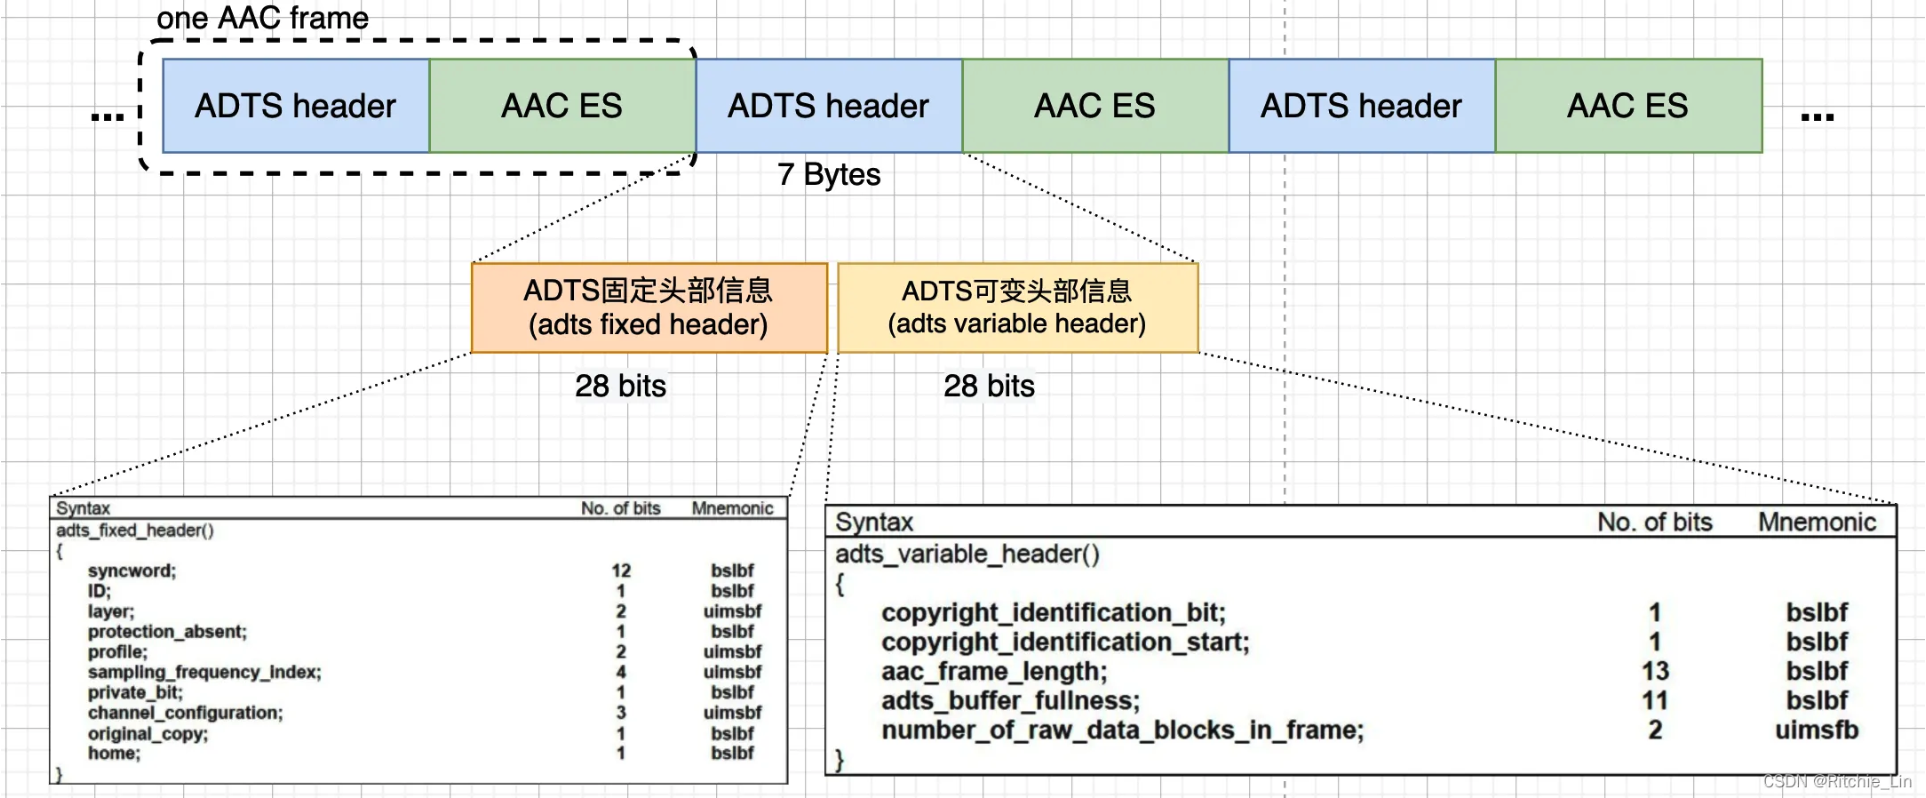 one AAC frame
... ADTS header AAC ES ADTS header AAC ES ADTS header AAC ES ...
7 Bytes
ADTS固定头部信息
(adts fixed header)
ADTS可变头部信息
(adts variable header)
28 bits
28 bits
Syntax No. of bits Mnemonic
adts_fixed_header()
{
syncword; 12 bslbf
ID; 1 bslbf
layer; 2 uimsbf
protection_absent; 1 bslbf
profile; 2 uimsbf
sampling_frequency_index; 4 uimsbf
private_bit; 1 bslbf
channel_configuration; 3 uimsbf
original_copy; 1 bslbf
home; 1 bslbf
}
Syntax No. of bits Mnemonic
adts_variable_header()
{
copyright_identification_bit; 1 bslbf
copyright_identification_start; 1 bslbf
aac_frame_length; 13 bslbf
adts_buffer_fullness; 11 bslbf
number_of_raw_data_blocks_in_frame; 2 uimsfb
}
CSDN @Ritchie_Lin